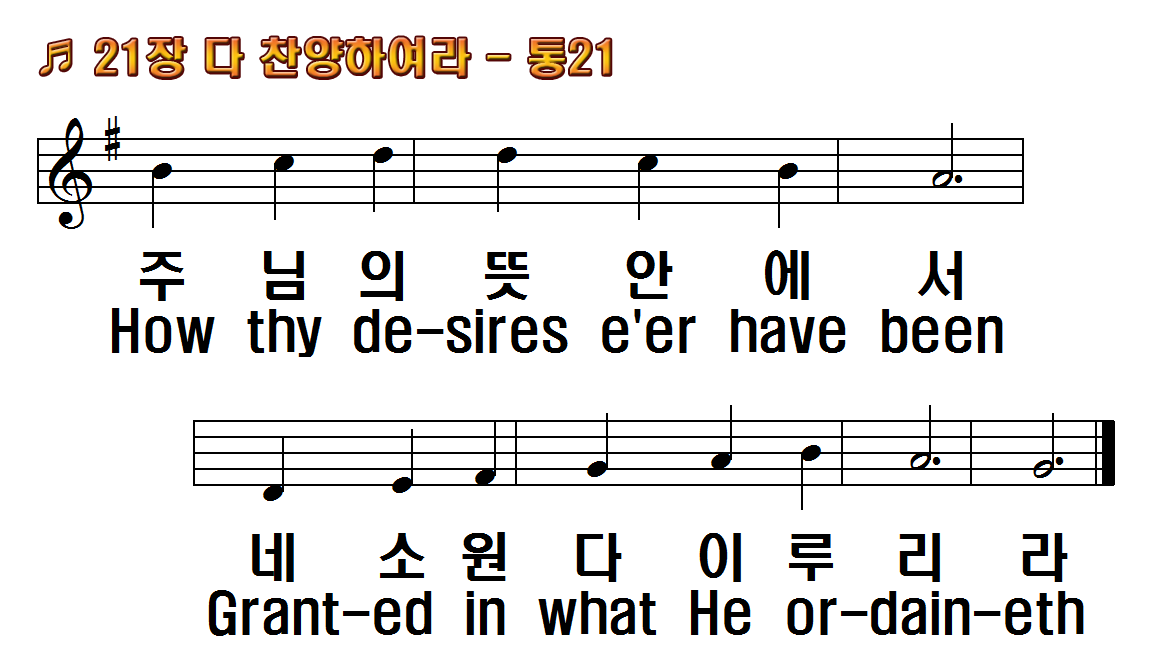 ♬ 21장 다 찬양하여라 - 통21
주 님 의 뜻 안 에 서
How thy de-sires e'er have been
네 소 원 다 이 루 리 라
Grant-ed in what He or-dain-eth